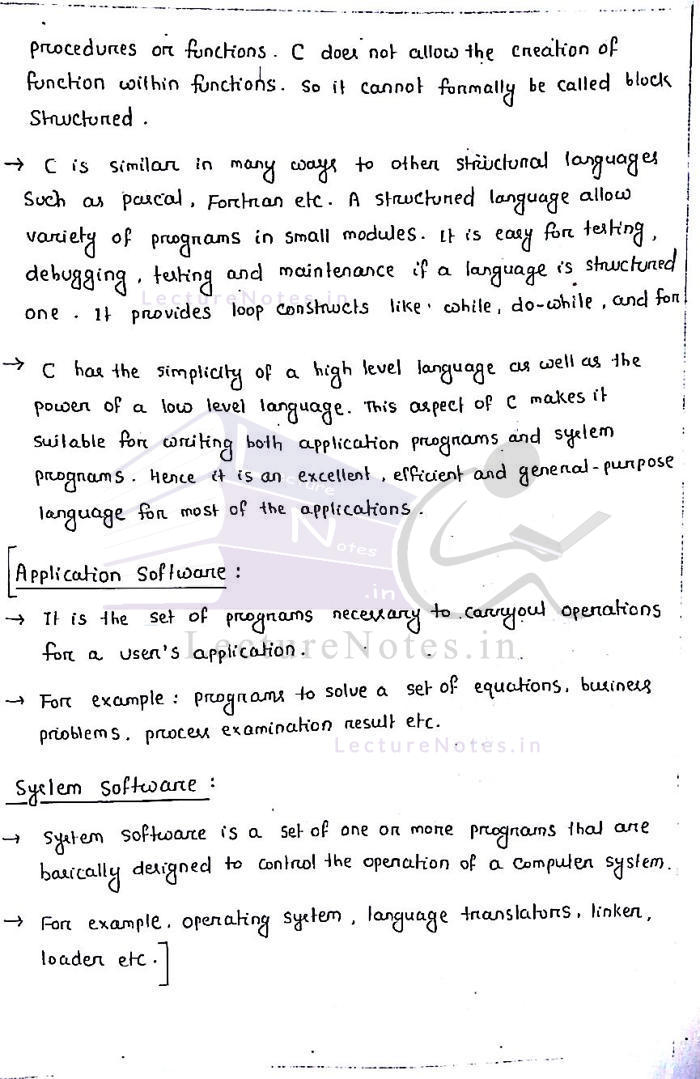 procedures or functions. C does not allow the creation of
function within functions. So it cannot formally be called block
Structured.
→ C is similar in many ways to other structural languages
Such as pascal, Fortran etc. A structured language allow
variety of programs in small modules. It is easy for testing,
debugging, testing and maintenance if a language is structured
LectureNotes.in
one. It provides loop constructs like. while, do-while, and for
→ C has the simplicity of a high level language as well as the
power of a low level language. This aspect of C makes it
suitable for writing both application programs and system
programs. Hence it is an excellent, efficient and general-purpose
Lecture
language for most of the applications.
Notes
.in
[Application Software:
→ It is the set of programs necessary to carryout operations
for a user's application.
LectureNotes.in
→ For example: programs to solve a set of equations, business
problems, process examination result etc.
LectureNotes.in
System Software:
→ System software is a set of one or more programs that are
basically designed to control the operation of a computer system.
→ For example, operating system, language translators, linker,
loader etc.]